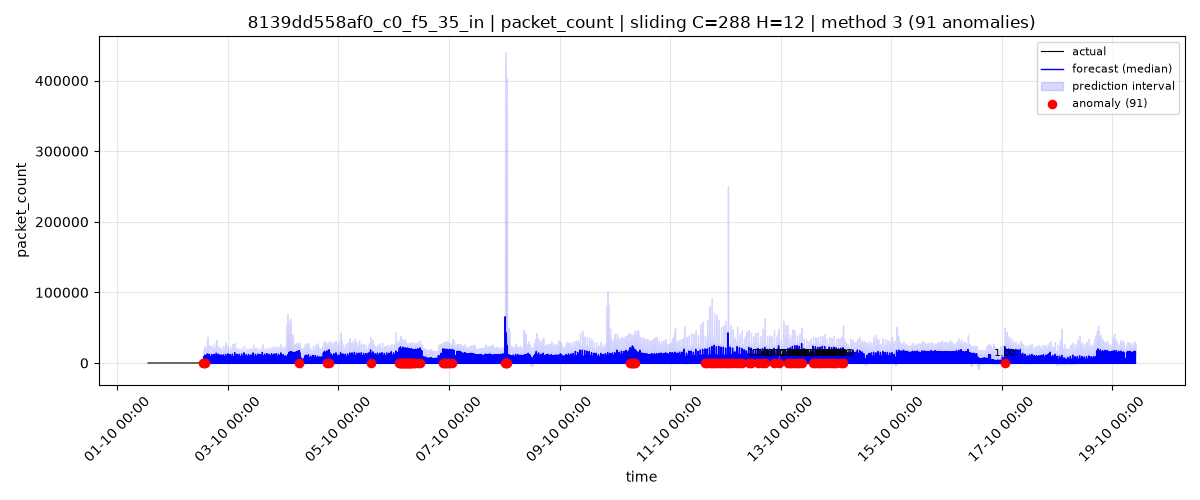 8139dd558af0_c0_f5_35_in | packet_count | sliding C=288 H=12 | method 3 (91 anomalies)
actual
forecast (median)
prediction interval
anomaly (91)
packet_count
400000
300000
200000
100000
0
01-10 00:00
03-10 00:00
05-10 00:00
07-10 00:00
09-10 00:00
11-10 00:00
13-10 00:00
15-10 00:00
17-10 00:00
19-10 00:00
time